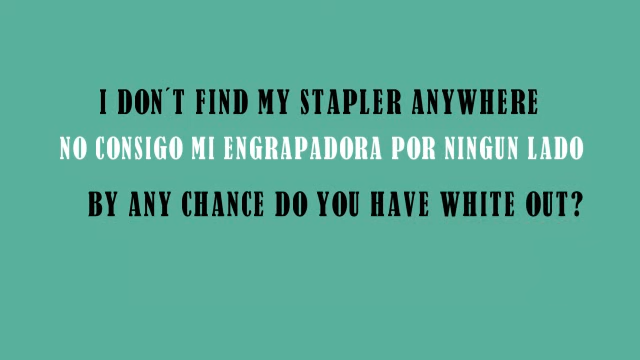 I DON´T FIND MY STAPLER ANYWHERE
NO CONSIGO MI ENGRAPADORA POR NINGUN LADO
BY ANY CHANCE DO YOU HAVE WHITE OUT?